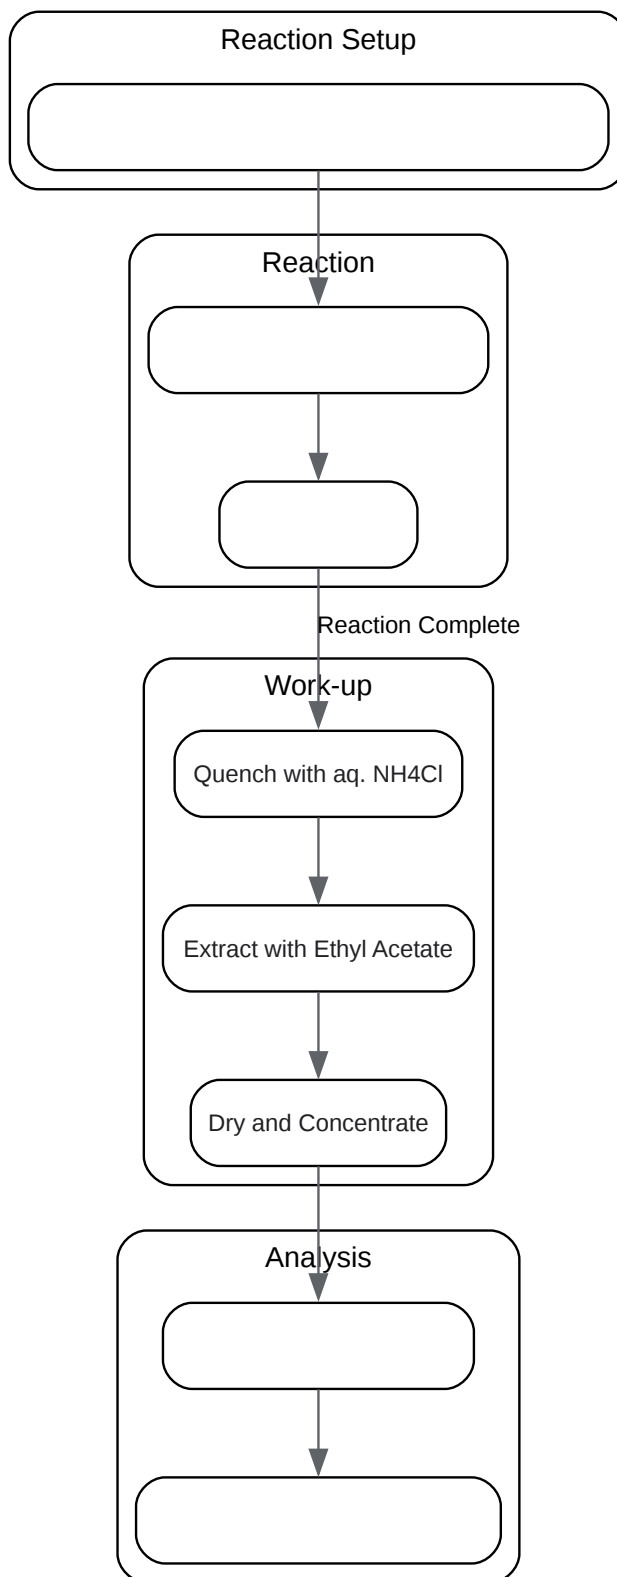 Reaction Setup
Reaction
Reaction Complete
Work-up
Quench with aq. NH4Cl
Extract with Ethyl Acetate
Dry and Concentrate
Analysis